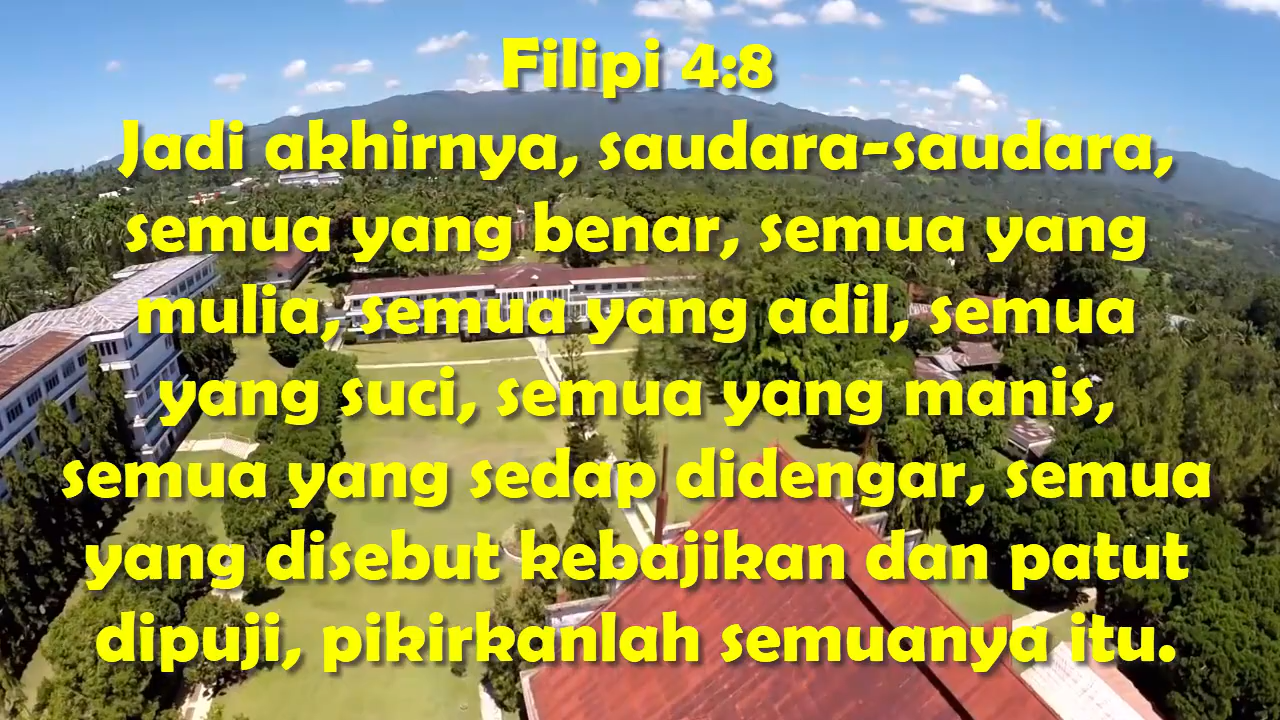 Filipi 4:8
Jadi akhirnya, saudara-saudara,
semua yang benar, semua yang
mulia, semua yang adil, semua
yang suci, semua yang manis,
semua yang sedap didengar, semua
yang disebut kebajikan dan patut
dipuji, pikirkanlah semuanya itu.